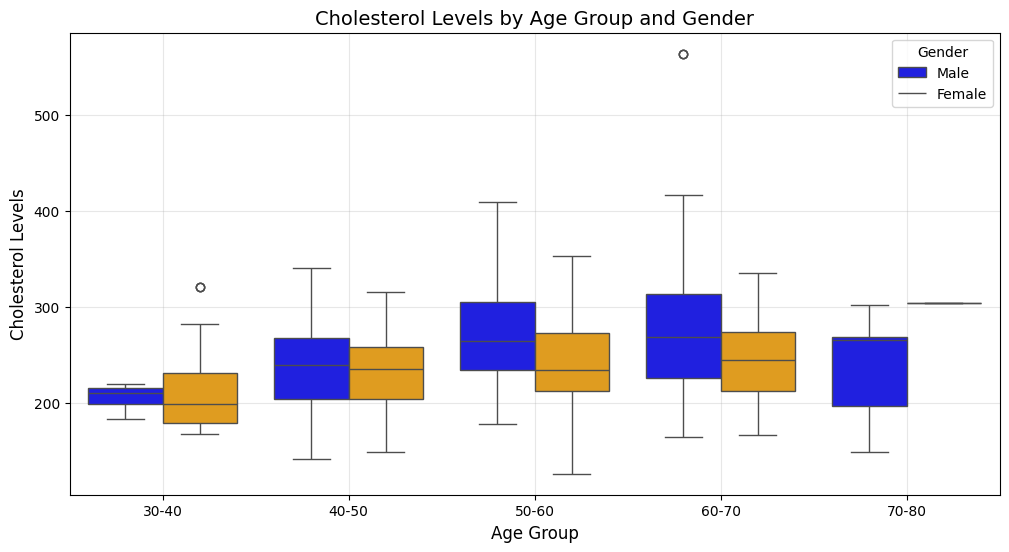 Cholesterol Levels by Age Group and Gender
Gender
Male
Female
Cholesterol Levels
500
400
300
200
30-40
40-50
50-60
60-70
70-80
Age Group